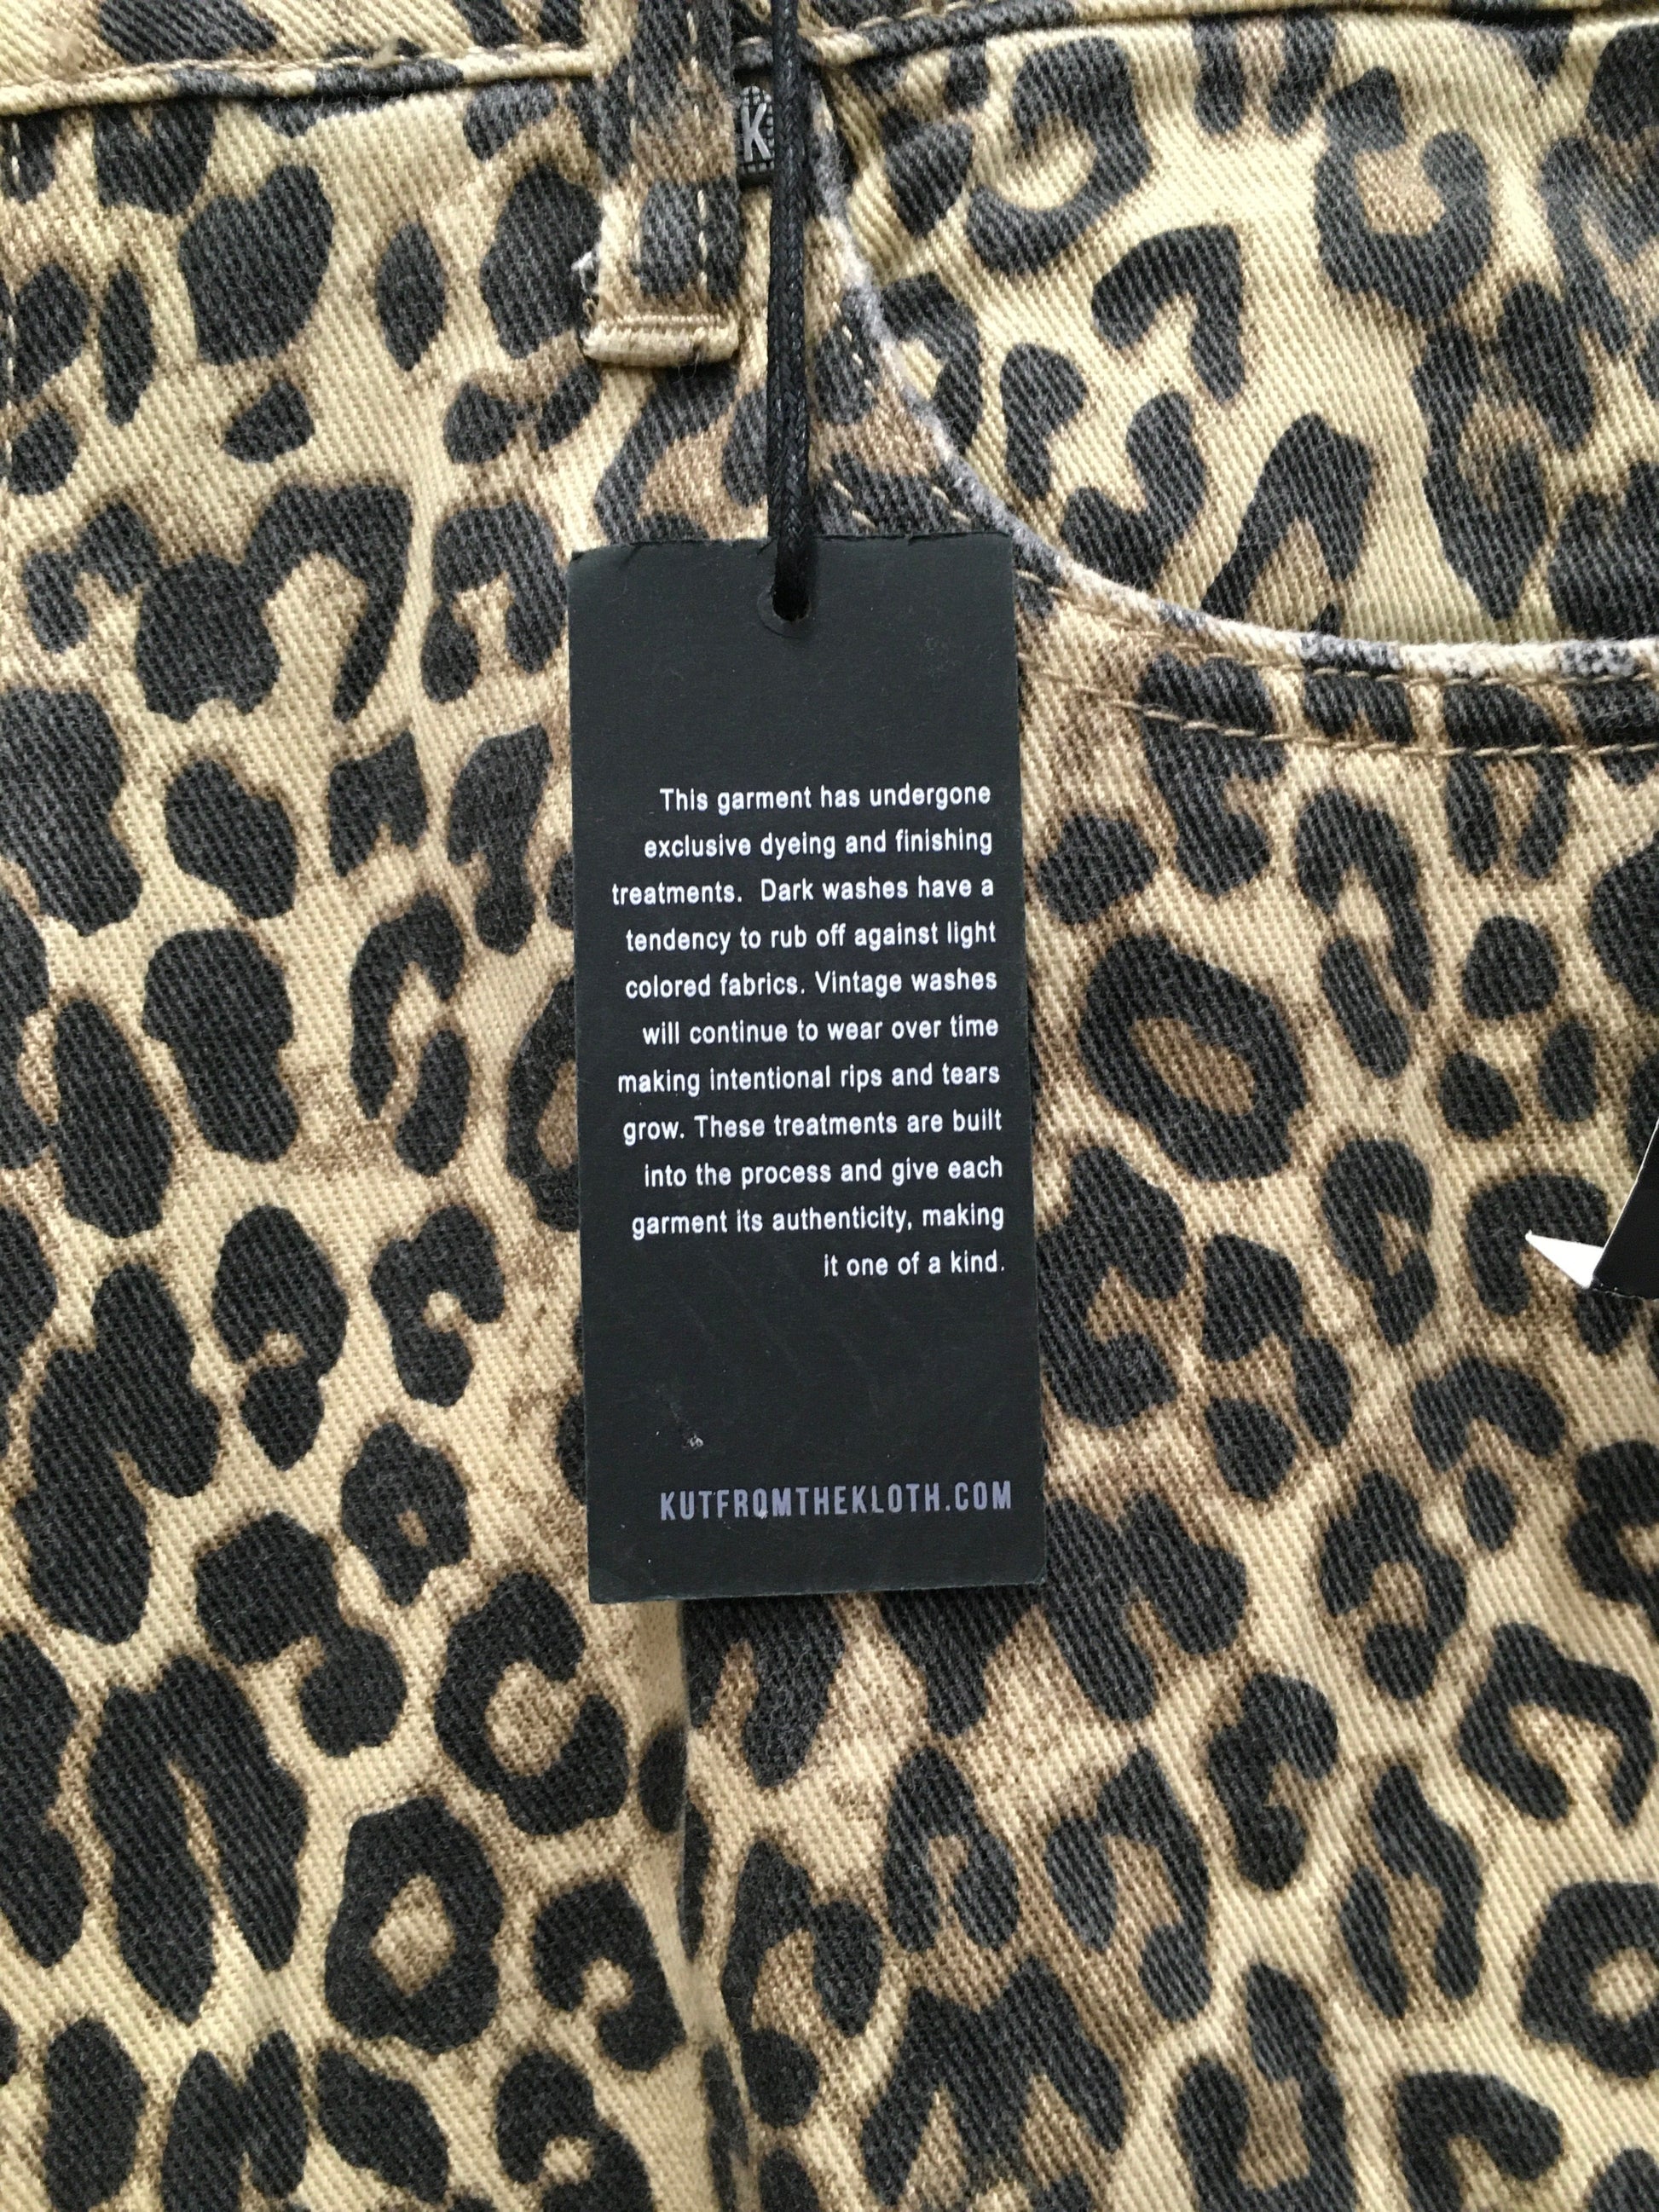 K
This garment has undergone
exclusive dyeing and finishing
treatments. Dark washes have a
tendency to rub off against light
colored fabrics. Vintage washes
will continue to wear over time
making intentional rips and tears
grow. These treatments are built
into the process and give each
garment its authenticity, making
it one of a kind.
KUTFROMTHEKLOTH.COM